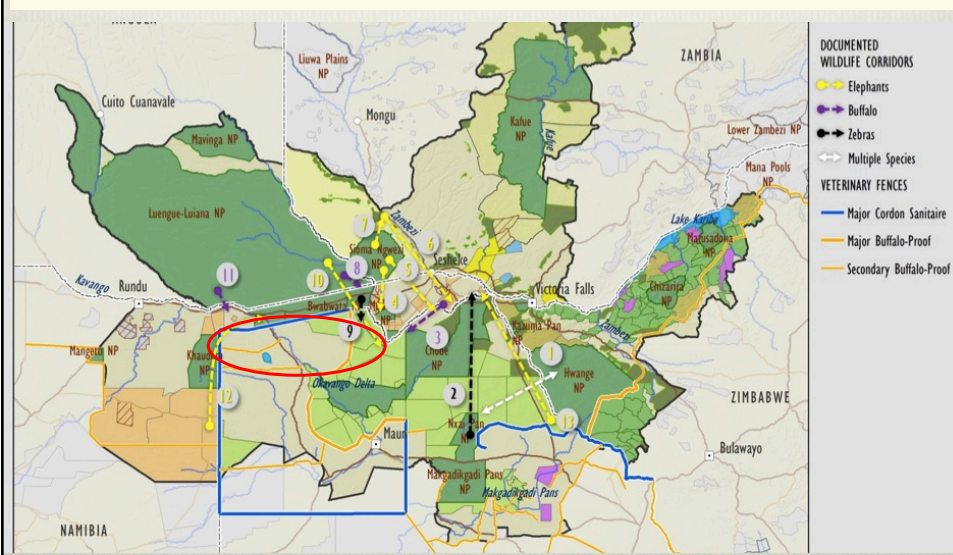 Liuwa Plains
NP
ZAMBIA
Cuito Cuanavale
Mongu
Kafue
NP
Kafue
Lower Zambezi NP
Mavinga NP
Mana Pools
NP
Luengue-Luiana NP
Zambezi
Lake Kariba
7
6
Sioma Ngwezi
NP
Matusadona
NP
Sesheke
11
10
8
5
Chizarira
NP
Kavango
Rundu
Bwabwata
4
NP
Victoria Falls
Zambezi
9
3
Kazuma Pan
NP
Mangetti NP
Khaudum
NP
Chobe
NP
1
Hwange
NP
Okavango Delta
12
2
ZIMBABWE
Nxai Pan
NP
13
Maun
Bulawayo
Makgadikgadi Pans
NP
Makgadikgadi Pans
NAMIBIA
DOCUMENTED
WILDLIFE CORRIDORS
Elephants
Buffalo
Zebras
Multiple Species
VETERINARY FENCES
Major Cordon Sanitaire
Major Buffalo-Proof
Secondary Buffalo-Proof